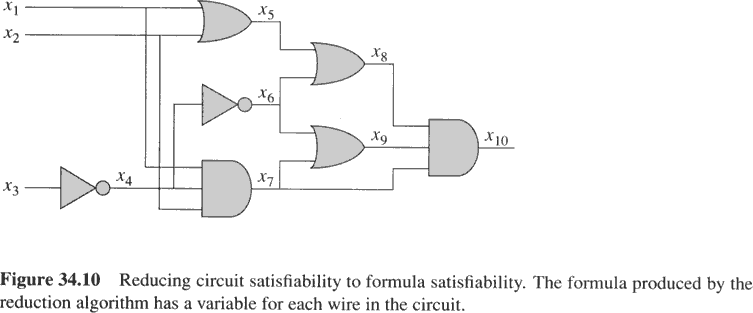 x1
x2
x5
x8
x6
x9
x10
x3
x4
x7
Figure 34.10 Reducing circuit satisfiability to formula satisfiability. The formula produced by the
reduction algorithm has a variable for each wire in the circuit.